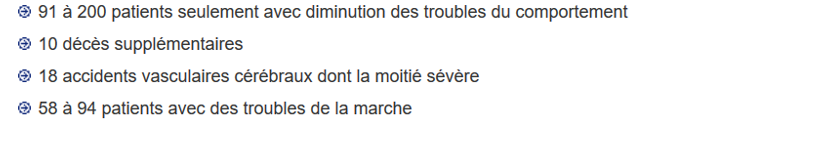 91 à 200 patients seulement avec diminution des troubles du comportement
10 décès supplémentaires
18 accidents vasculaires cérébraux dont la moitié sévère
58 à 94 patients avec des troubles de la marche